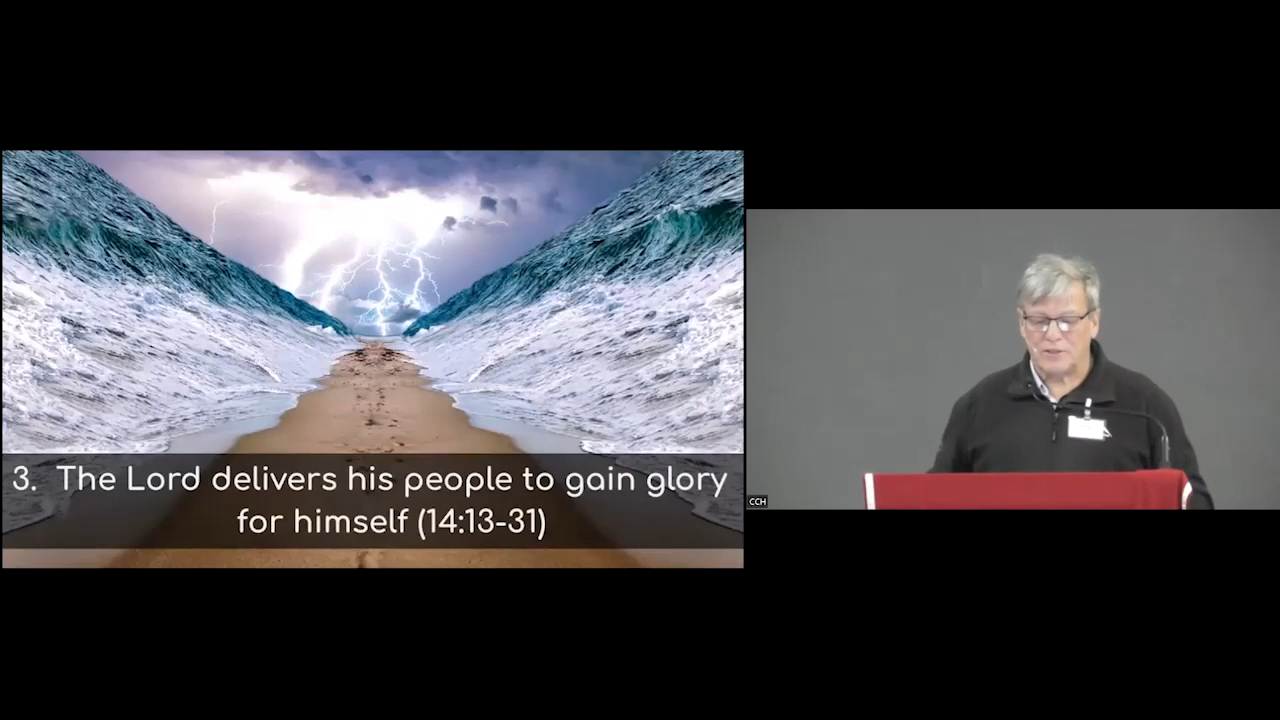 3. The Lord delivers his people to gain glory
for himself (14:13-31)
CCH